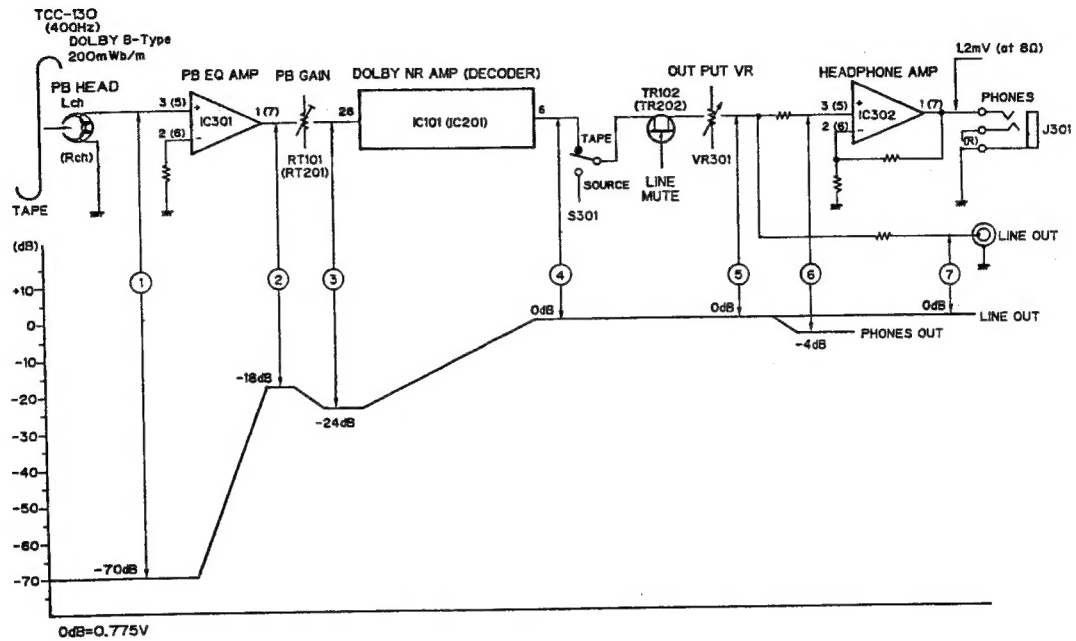 TCC-130
(400Hz)
DOLBY B-Type
200mWb/m
PB HEAD
Lch
(Rch)
TAPE
PB EQ AMP
3 (5)
+
IC301
1 (7)
2 (6)
−
PB GAIN
RT101
(RT201)
26
DOLBY NR AMP (DECODER)
IC101 (IC201)
6
TAPE
SOURCE
S301
TR102
(TR202)
LINE
MUTE
OUT PUT VR
VR301
HEADPHONE AMP
3 (5)
+
IC302
1 (7)
2 (6)
−
1.2mV (at 8Ω)
PHONES
(R)
J301
LINE OUT
(dB)
+10
0
-10
-20
-30
-40
-50
-60
-70
1
2
3
4
5
6
7
-70dB
-18dB
-24dB
0dB
0dB
-4dB
0dB
LINE OUT
PHONES OUT
0dB=0.775V